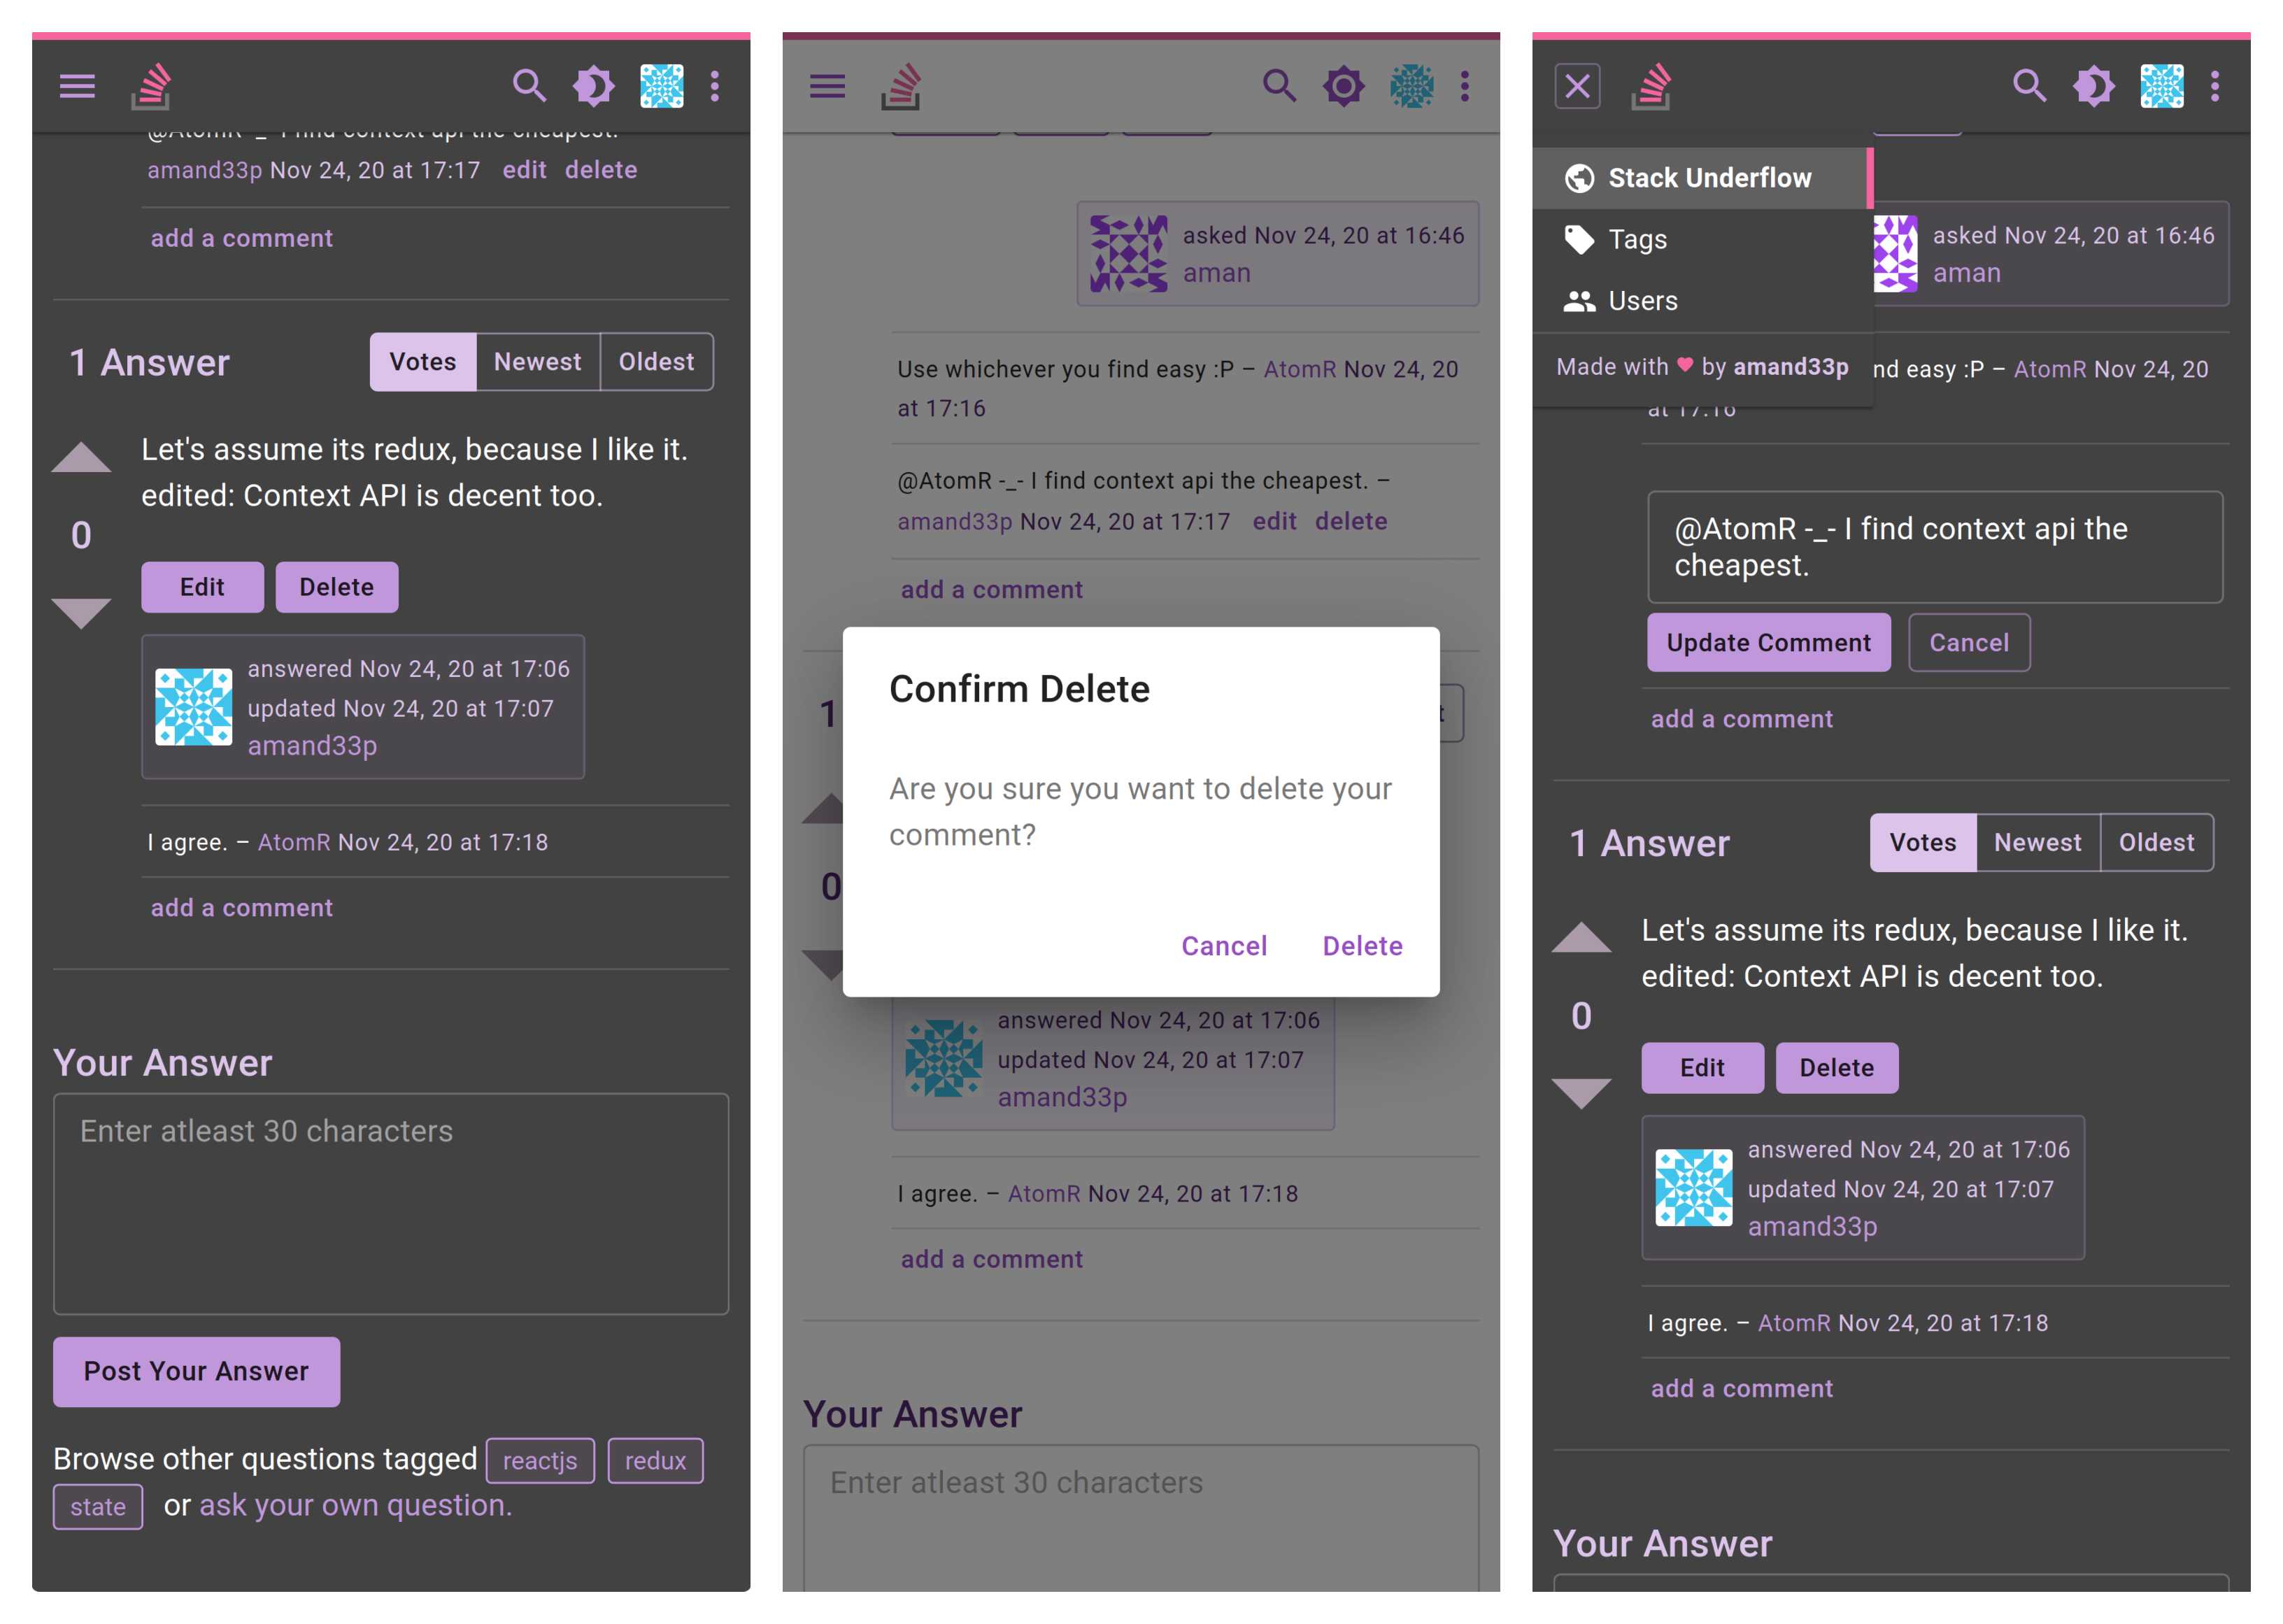 @AtomR -_- I find context api the cheapest.
amand33p Nov 24, 20 at 17:17 edit delete
add a comment
1 Answer Votes Newest Oldest
Let's assume its redux, because I like it.
edited: Context API is decent too.
0
Edit Delete
answered Nov 24, 20 at 17:06
updated Nov 24, 20 at 17:07
amand33p
I agree. – AtomR Nov 24, 20 at 17:18
add a comment
Your Answer
Enter atleast 30 characters
Post Your Answer
Browse other questions tagged reactjs redux
state or ask your own question.
asked Nov 24, 20 at 16:46
aman
Use whichever you find easy :P – AtomR Nov 24, 20
at 17:16
@AtomR -_- I find context api the cheapest. –
amand33p Nov 24, 20 at 17:17 edit delete
add a comment
1
t
Confirm Delete
Are you sure you want to delete your
comment?
0
Cancel Delete
answered Nov 24, 20 at 17:06
updated Nov 24, 20 at 17:07
amand33p
I agree. – AtomR Nov 24, 20 at 17:18
add a comment
Your Answer
Enter atleast 30 characters
Stack Underflow
Tags
Users
Made with ♥ by amand33p
asked Nov 24, 20 at 16:46
aman
nd easy :P – AtomR Nov 24, 20
at 17:16
@AtomR -_- I find context api the
cheapest.
Update Comment Cancel
add a comment
1 Answer Votes Newest Oldest
Let's assume its redux, because I like it.
edited: Context API is decent too.
0
Edit Delete
answered Nov 24, 20 at 17:06
updated Nov 24, 20 at 17:07
amand33p
I agree. – AtomR Nov 24, 20 at 17:18
add a comment
Your Answer